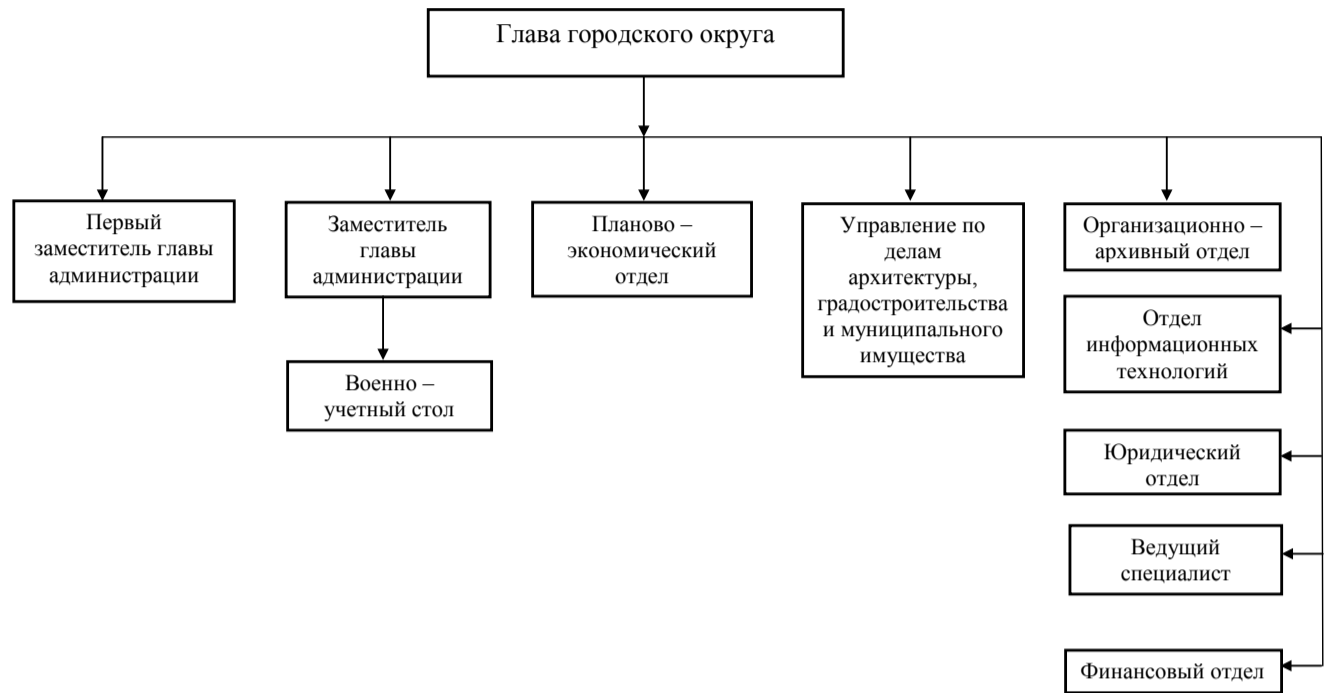 Глава городского округа
Первый
заместитель главы
администрации
Заместитель
главы
администрации
Планово –
экономический
отдел
Управление по
делам
архитектуры,
градостроительства
и муниципального
имущества
Организационно –
архивный отдел
Отдел
информационных
технологий
Военно –
учетный стол
Юридический
отдел
Ведущий
специалист
Финансовый отдел